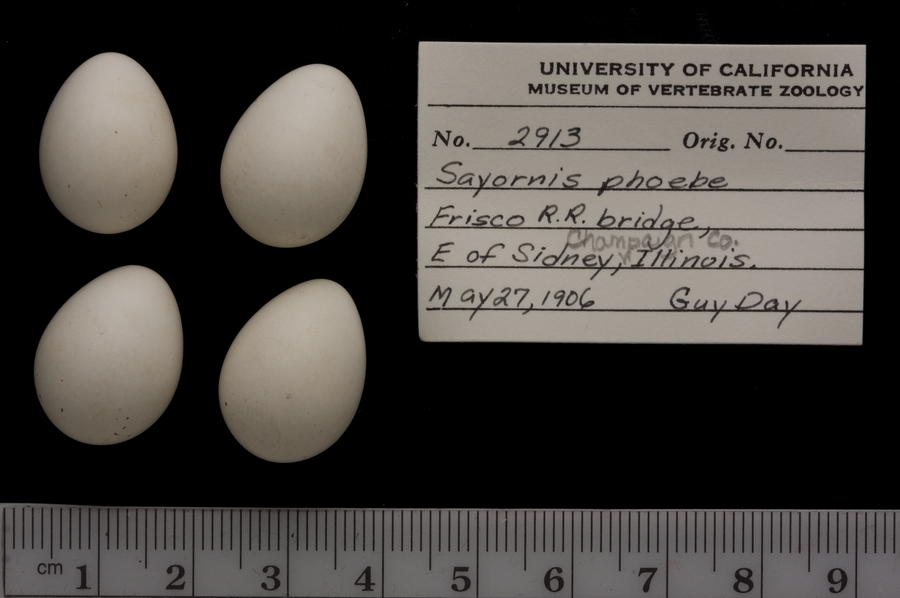 UNIVERSITY OF CALIFORNIA
MUSEUM OF VERTEBRATE ZOOLOGY
No. 2913 Orig. No.
Sayornis phoebe
Frisco R.R. bridge,
Champaign Co.
E of Sidney, Illinois.
May 27, 1906 Guy Day
cm 1 2 3 4 5 6 7 8 9